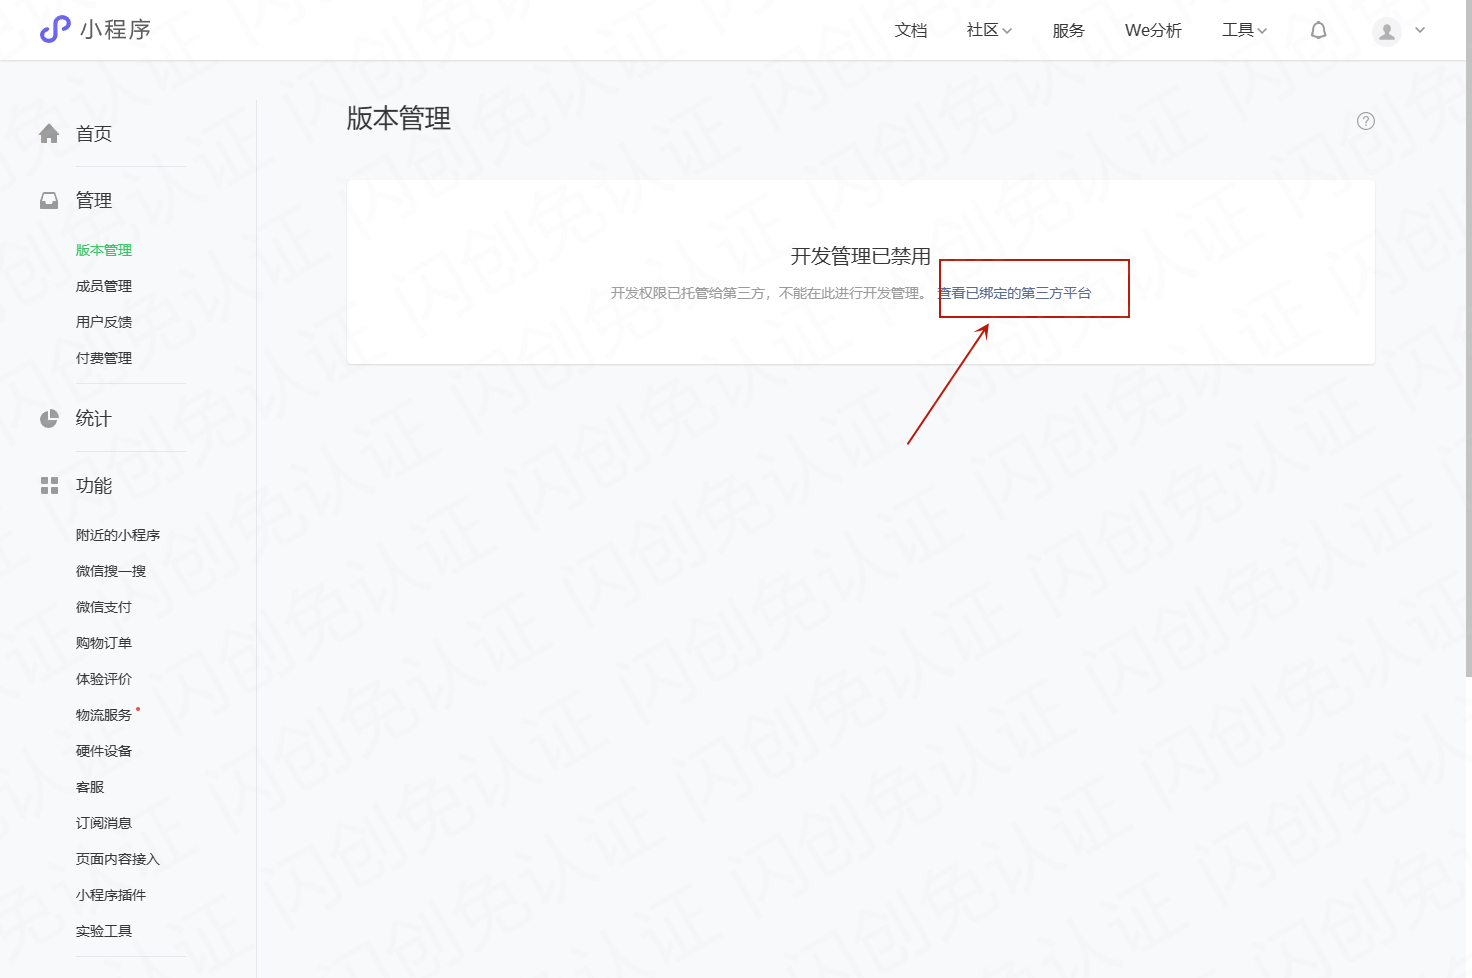 小程序
文档 社区 服务 We分析 工具
首页
管理
版本管理
成员管理
用户反馈
付费管理
统计
功能
附近的小程序
微信搜一搜
微信支付
购物订单
体验评价
物流服务
硬件设备
客服
订阅消息
页面内容接入
小程序插件
实验工具
版本管理
开发管理已禁用
开发权限已托管给第三方，不能在此进行开发管理。 查看已绑定的第三方平台
闪创免认证